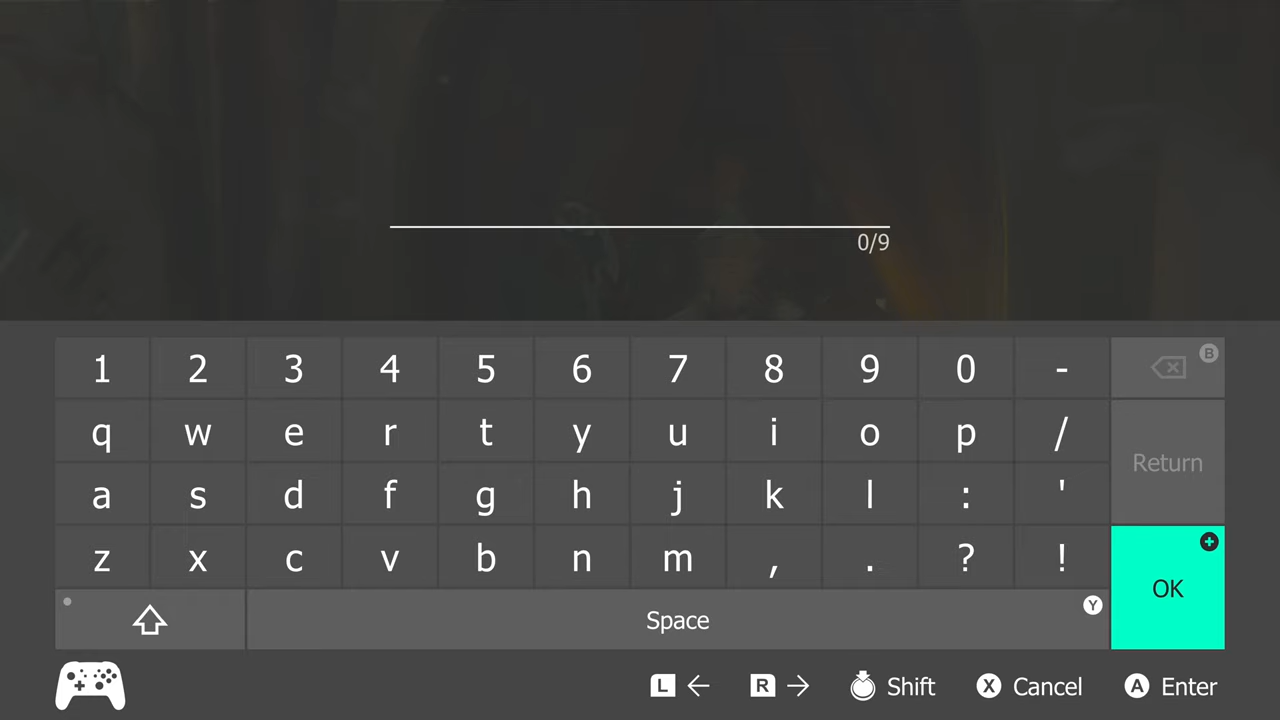 0/9
1 2 3 4 5 6 7 8 9 0 - B
q w e r t y u i o p / Return
a s d f g h j k l : '
z x c v b n m , . ? ! +
Space Y OK
L ← R → Shift X Cancel A Enter